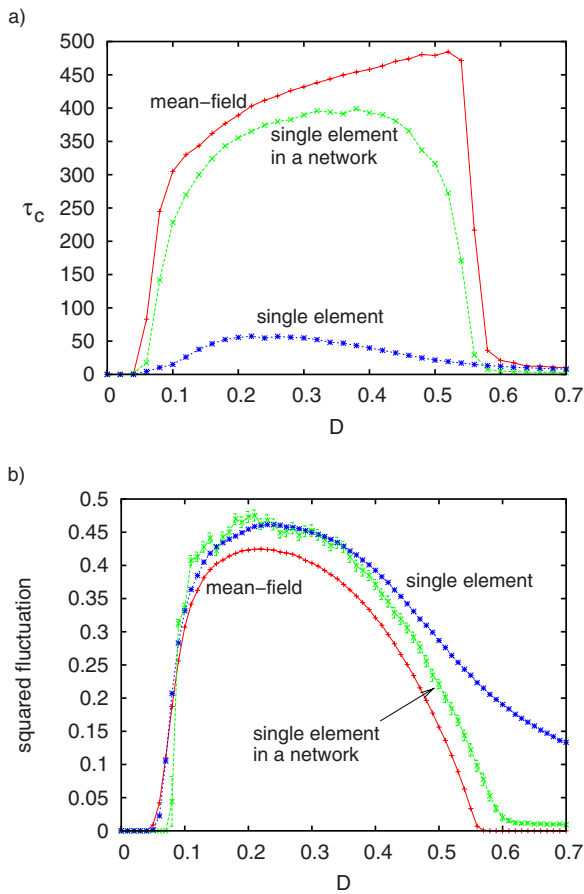 a)
500
450
400
350
300
250
200
150
100
50
0
τc
mean-field
single element
in a network
single element
0 0.1 0.2 0.3 0.4 0.5 0.6 0.7
D
b)
0.5
0.45
0.4
0.35
0.3
0.25
0.2
0.15
0.1
0.05
0
squared fluctuation
mean-field
single element
single element
in a network
0 0.1 0.2 0.3 0.4 0.5 0.6 0.7
D